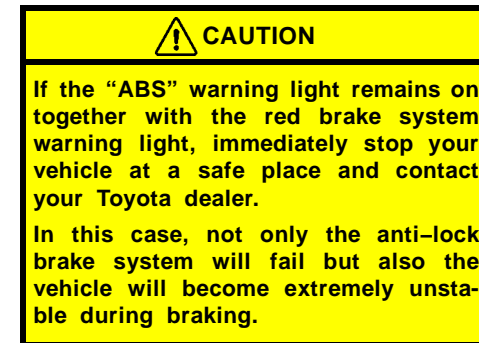 CAUTION
If the “ABS” warning light remains on
together with the red brake system
warning light, immediately stop your
vehicle at a safe place and contact
your Toyota dealer.
In this case, not only the anti–lock
brake system will fail but also the
vehicle will become extremely unsta-
ble during braking.